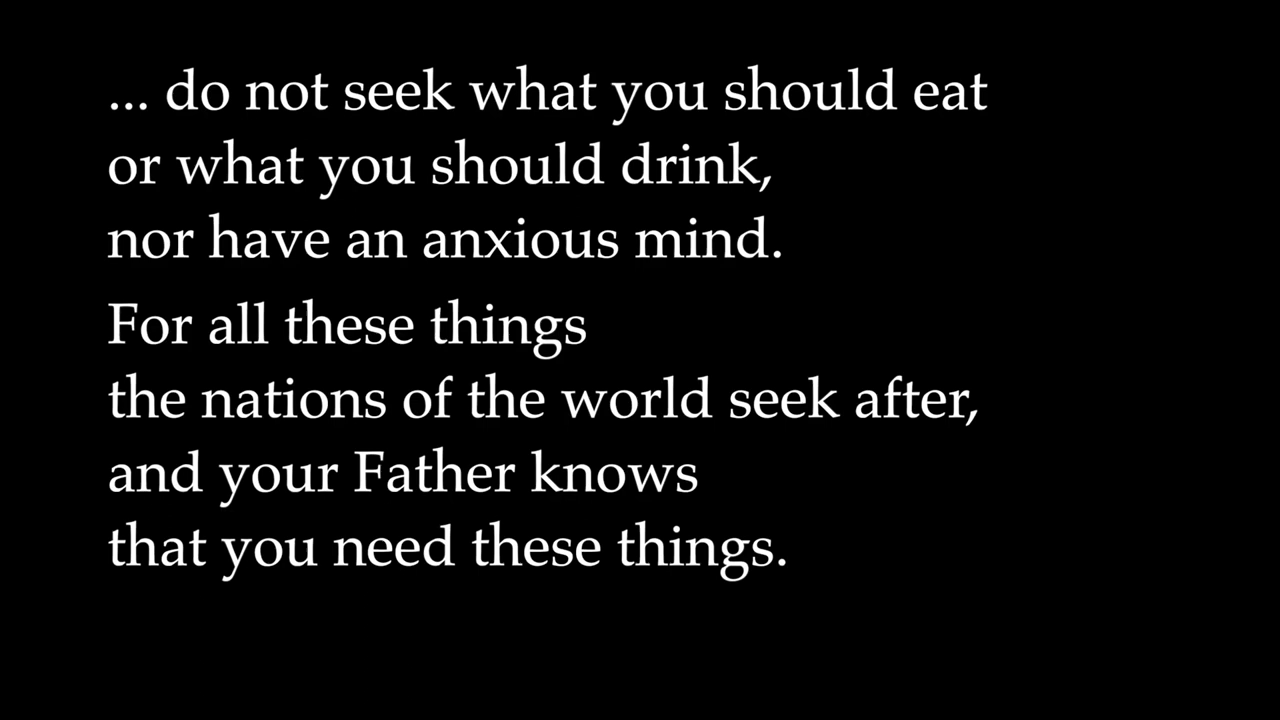 ... do not seek what you should eat
or what you should drink,
nor have an anxious mind.
For all these things
the nations of the world seek after,
and your Father knows
that you need these things.